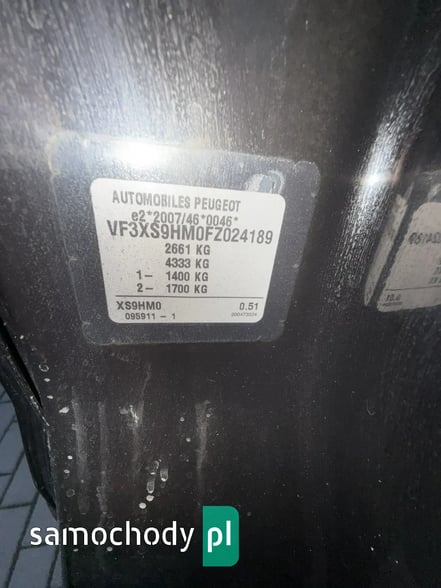 AUTOMOBILES PEUGEOT
e2*2007/46*0046*
VF3XS9HM0FZ024189
2661 KG
4333 KG
1- 1400 KG
2- 1700 KG
XS9HM0 0.51
095911 - 1
samochody pl